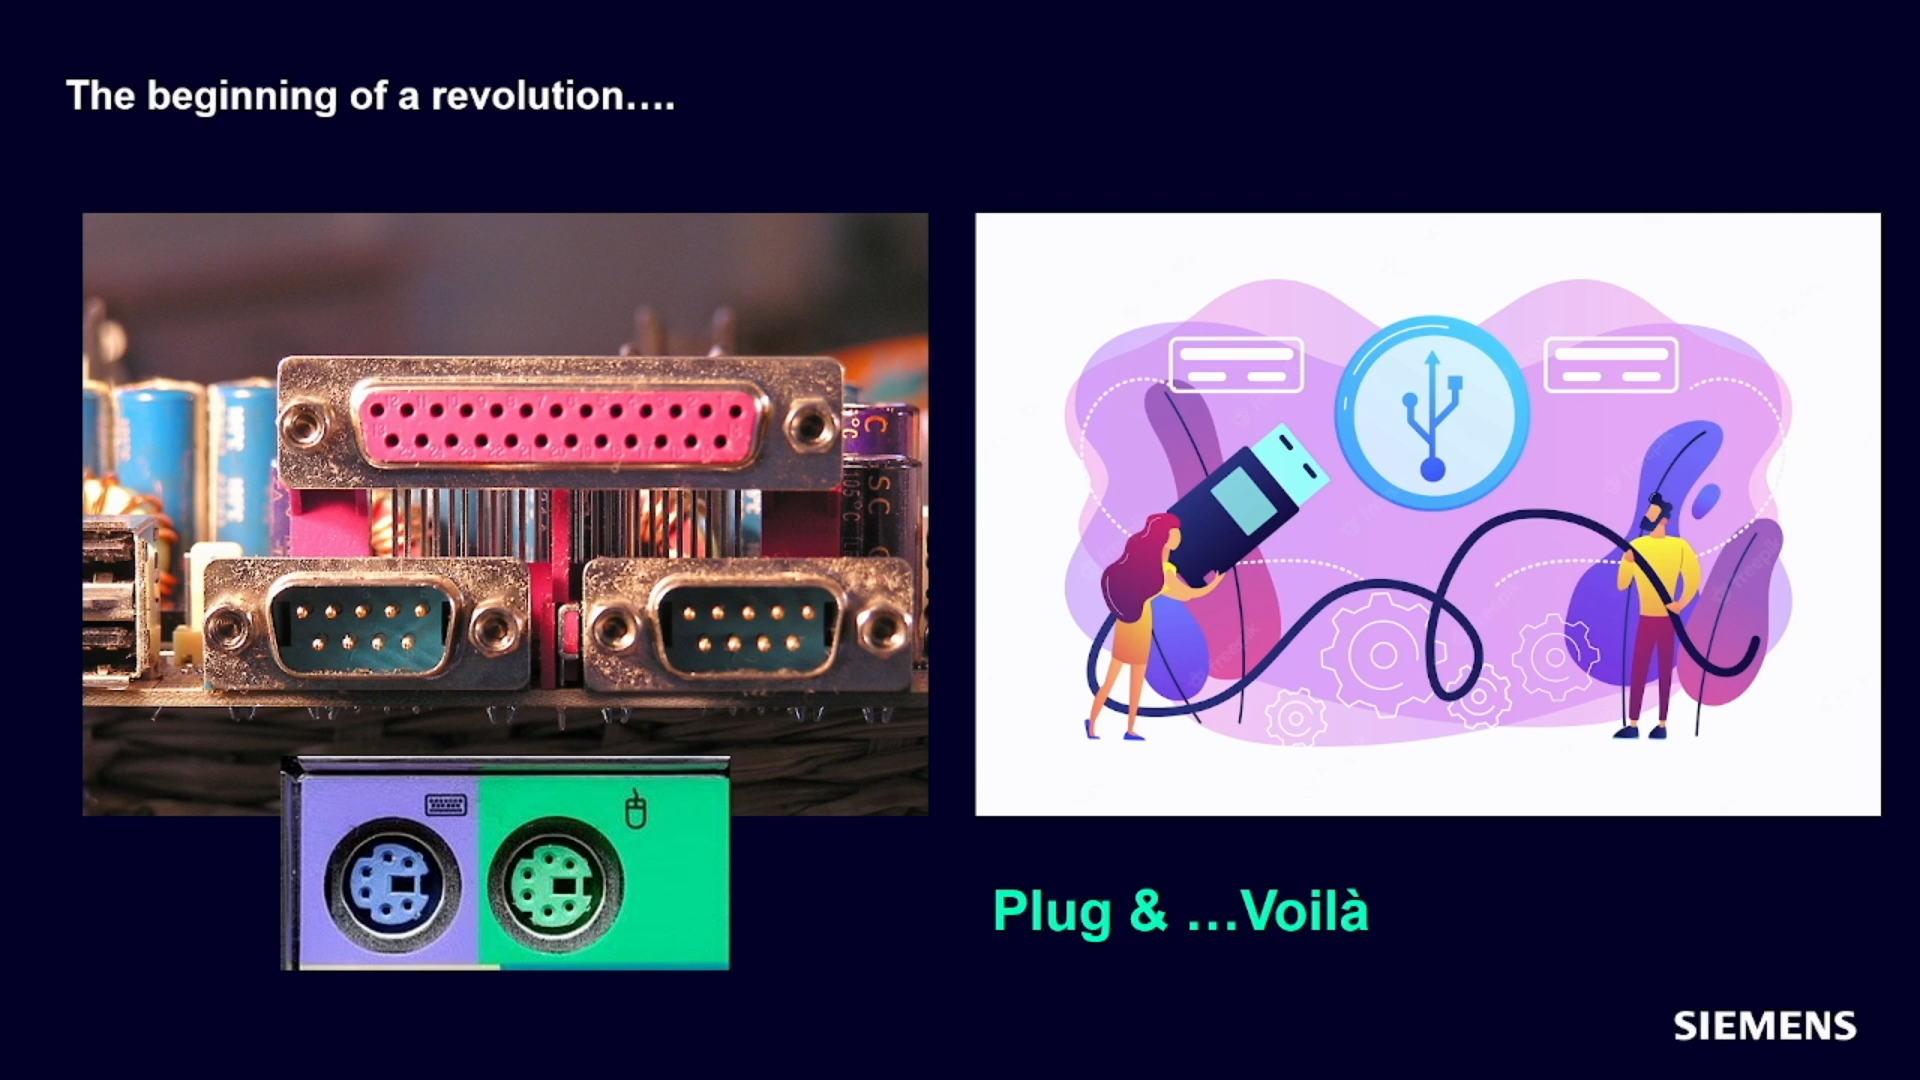 The beginning of a revolution....
Plug & ...Voilà
SIEMENS